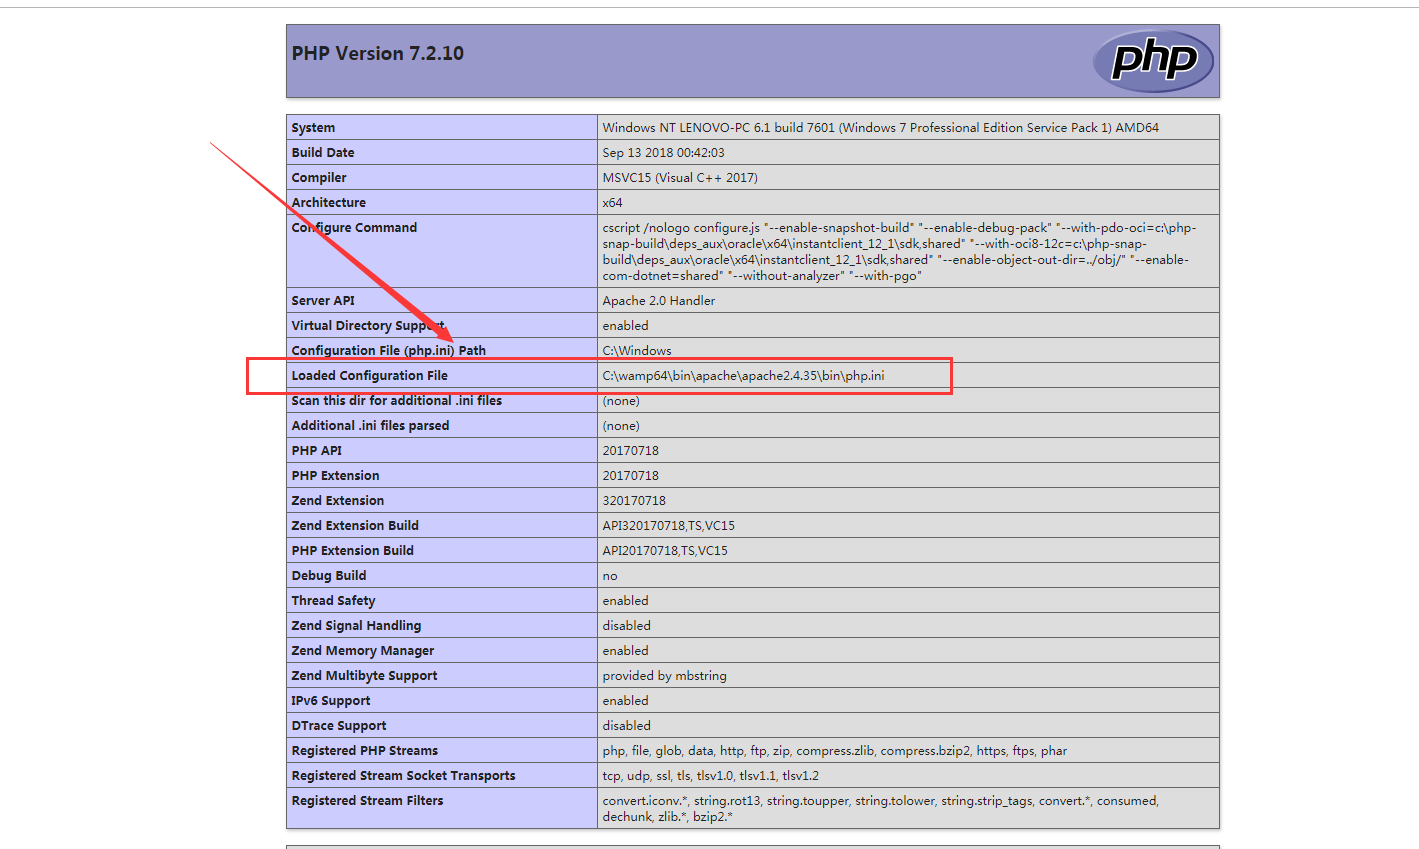 PHP Version 7.2.10
php
System Windows NT LENOVO-PC 6.1 build 7601 (Windows 7 Professional Edition Service Pack 1) AMD64
Build Date Sep 13 2018 00:42:03
Compiler MSVC15 (Visual C++ 2017)
Architecture x64
Configure Command cscript /nologo configure.js "--enable-snapshot-build" "--enable-debug-pack" "--with-pdo-oci=c:\php-
snap-build\deps_aux\oracle\x64\instantclient_12_1\sdk,shared" "--with-oci8-12c=c:\php-snap-
build\deps_aux\oracle\x64\instantclient_12_1\sdk,shared" "--enable-object-out-dir=../obj/" "--enable-
com-dotnet=shared" "--without-analyzer" "--with-pgo"
Server API Apache 2.0 Handler
Virtual Directory Support enabled
Configuration File (php.ini) Path C:\Windows
Loaded Configuration File C:\wamp64\bin\apache\apache2.4.35\bin\php.ini
Scan this dir for additional .ini files (none)
Additional .ini files parsed (none)
PHP API 20170718
PHP Extension 20170718
Zend Extension 320170718
Zend Extension Build API320170718,TS,VC15
PHP Extension Build API20170718,TS,VC15
Debug Build no
Thread Safety enabled
Zend Signal Handling disabled
Zend Memory Manager enabled
Zend Multibyte Support provided by mbstring
IPv6 Support enabled
DTrace Support disabled
Registered PHP Streams php, file, glob, data, http, ftp, zip, compress.zlib, compress.bzip2, https, ftps, phar
Registered Stream Socket Transports tcp, udp, ssl, tls, tlsv1.0, tlsv1.1, tlsv1.2
Registered Stream Filters convert.iconv.*, string.rot13, string.toupper, string.tolower, string.strip_tags, convert.*, consumed,
dechunk, zlib.*, bzip2.*